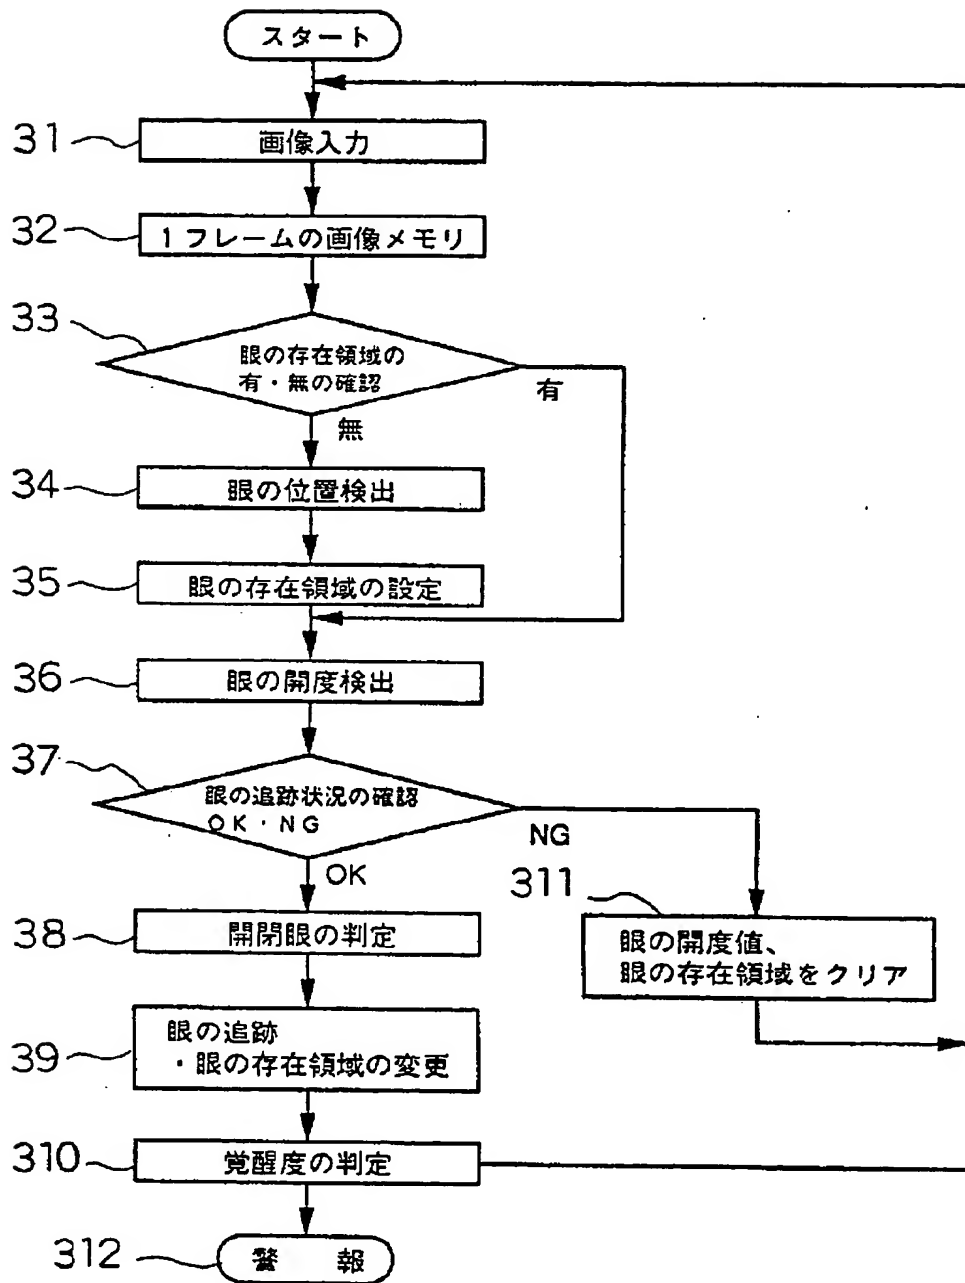 スタート
31
画像入力
32
1フレームの画像メモリ
33
眼の存在領域の
有・無の確認
有
無
34
眼の位置検出
35
眼の存在領域の設定
36
眼の開度検出
37
眼の追跡状況の確認
OK・NG
NG
OK
311
38
開閉眼の判定
眼の開度値、
眼の存在領域をクリア
39
眼の追跡
・眼の存在領域の変更
310
覚醒度の判定
312
警 報